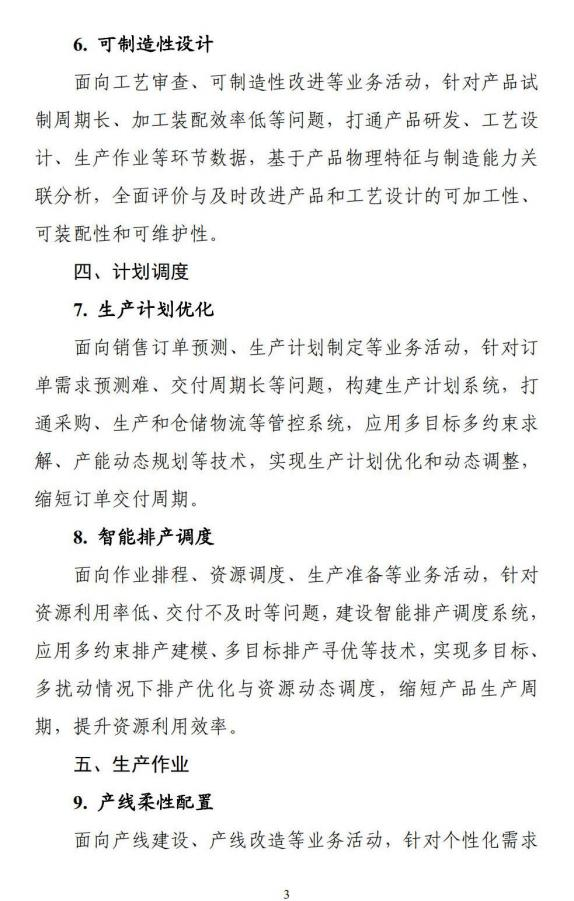 6. 可制造性设计
面向工艺审查、可制造性改进等业务活动，针对产品试
制周期长、加工装配效率低等问题，打通产品研发、工艺设
计、生产作业等环节数据，基于产品物理特征与制造能力关
联分析，全面评价与及时改进产品和工艺设计的可加工性、
可装配性和可维护性。
四、计划调度
7. 生产计划优化
面向销售订单预测、生产计划制定等业务活动，针对订
单需求预测难、交付周期长等问题，构建生产计划系统，打
通采购、生产和仓储物流等管控系统，应用多目标多约束求
解、产能动态规划等技术，实现生产计划优化和动态调整，
缩短订单交付周期。
8. 智能排产调度
面向作业排程、资源调度、生产准备等业务活动，针对
资源利用率低、交付不及时等问题，建设智能排产调度系统，
应用多约束排产建模、多目标排产寻优等技术，实现多目标、
多扰动情况下排产优化与资源动态调度，缩短产品生产周
期，提升资源利用效率。
五、生产作业
9. 产线柔性配置
面向产线建设、产线改造等业务活动，针对个性化需求
3